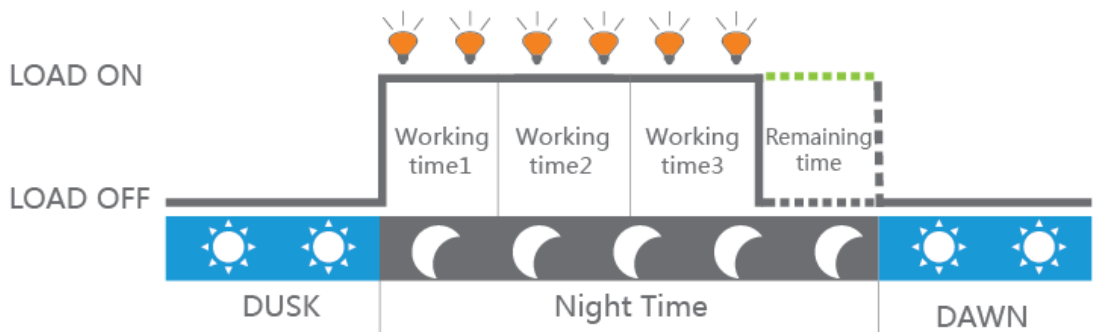 LOAD ON
Working
time1
Working
time2
Working
time3
Remaining
time
LOAD OFF
DUSK
Night Time
DAWN